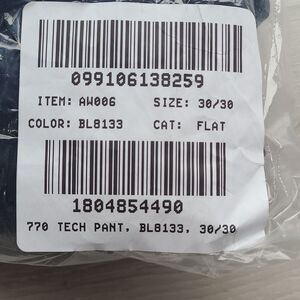 099106138259
ITEM: AW006 SIZE: 30/30
COLOR: BL8133 CAT: FLAT
1804854490
770 TECH PANT, BL8133, 30/30